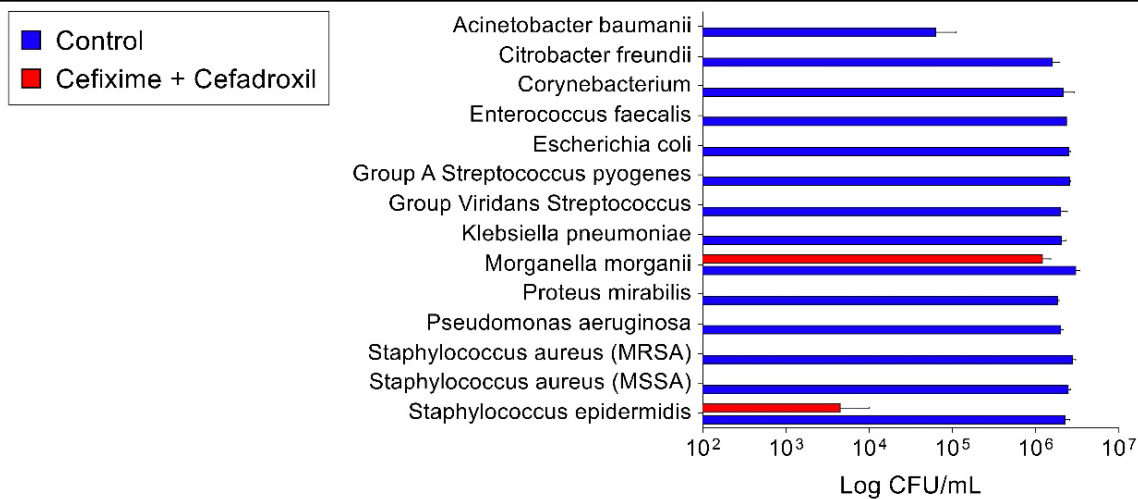 Control
Cefixime + Cefadroxil
Acinetobacter baumanii
Citrobacter freundii
Corynebacterium
Enterococcus faecalis
Escherichia coli
Group A Streptococcus pyogenes
Group Viridans Streptococcus
Klebsiella pneumoniae
Morganella morganii
Proteus mirabilis
Pseudomonas aeruginosa
Staphylococcus aureus (MRSA)
Staphylococcus aureus (MSSA)
Staphylococcus epidermidis
10² 10³ 10⁴ 10⁵ 10⁶ 10⁷
Log CFU/mL